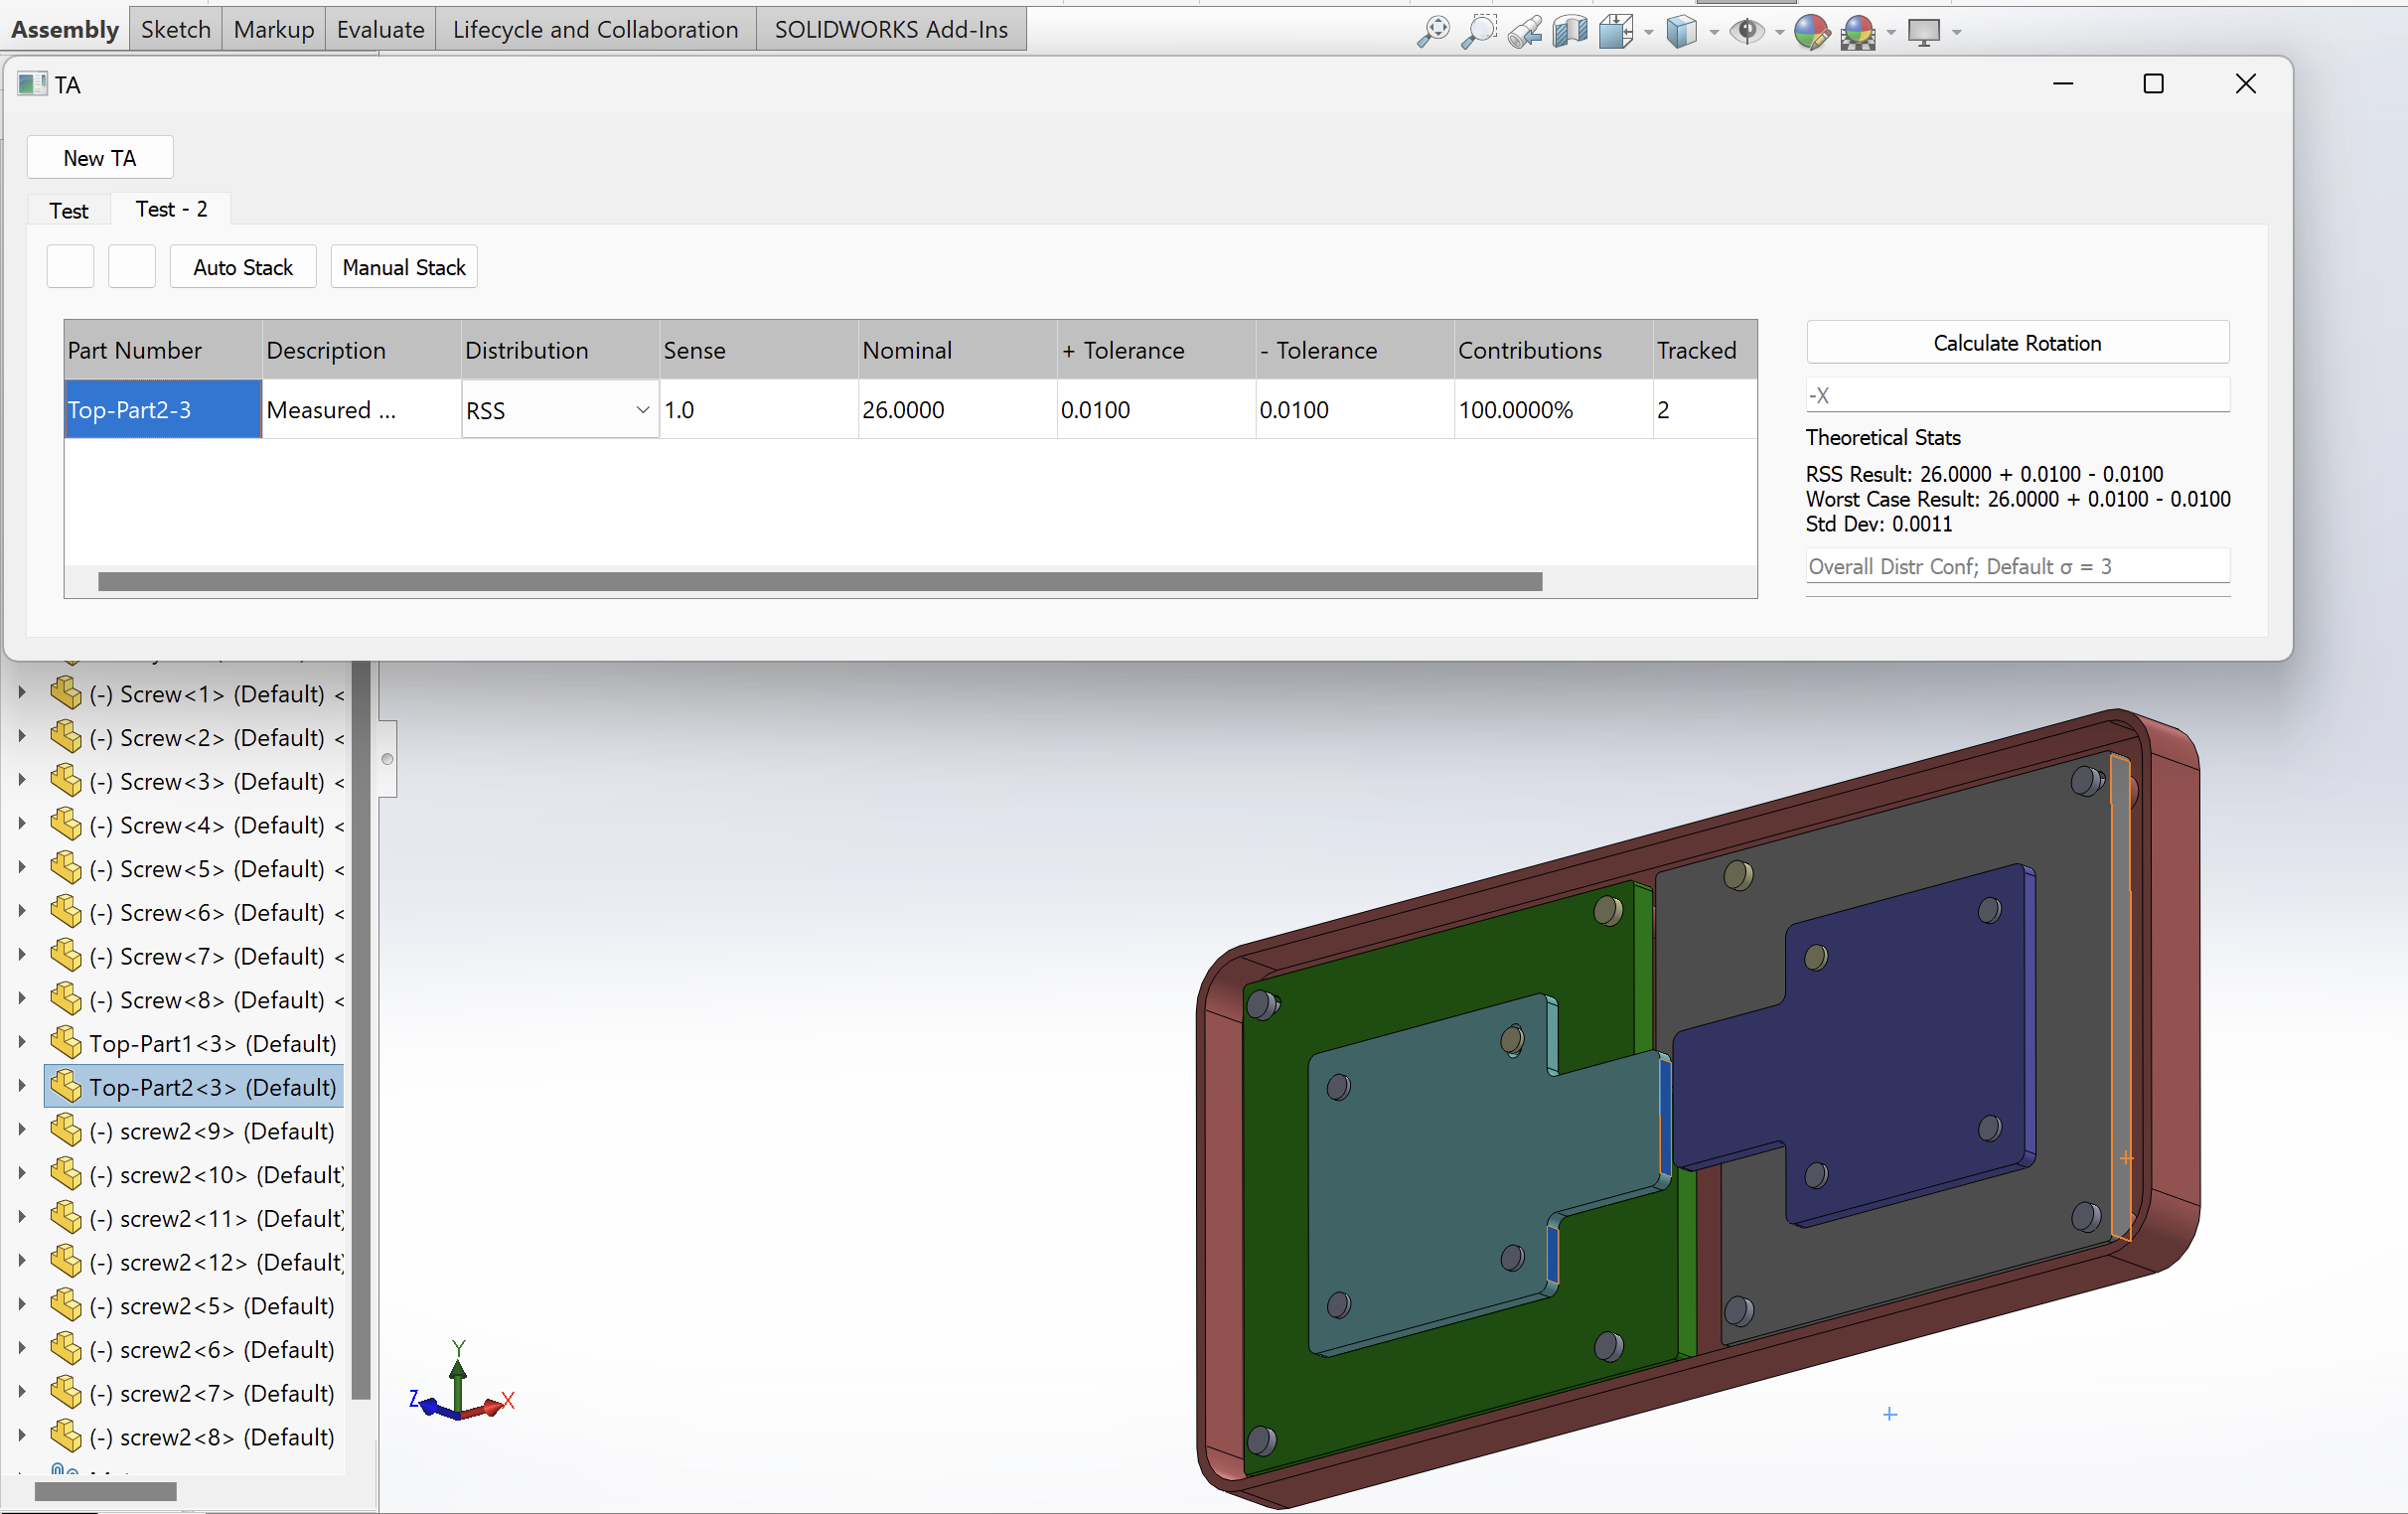 Assembly Sketch Markup Evaluate Lifecycle and Collaboration SOLIDWORKS Add-Ins
TA
New TA
Test Test - 2
Auto Stack Manual Stack
Part Number Description Distribution Sense Nominal + Tolerance - Tolerance Contributions Tracked
Top-Part2-3 Measured ... RSS 1.0 26.0000 0.0100 0.0100 100.0000% 2
Calculate Rotation
-X
Theoretical Stats
RSS Result: 26.0000 + 0.0100 - 0.0100
Worst Case Result: 26.0000 + 0.0100 - 0.0100
Std Dev: 0.0011
Overall Distr Conf; Default σ = 3
(-) Screw<1> (Default) <
(-) Screw<2> (Default) <
(-) Screw<3> (Default) <
(-) Screw<4> (Default) <
(-) Screw<5> (Default) <
(-) Screw<6> (Default) <
(-) Screw<7> (Default) <
(-) Screw<8> (Default) <
Top-Part1<3> (Default)
Top-Part2<3> (Default)
(-) screw2<9> (Default)
(-) screw2<10> (Default)
(-) screw2<11> (Default)
(-) screw2<12> (Default)
(-) screw2<5> (Default)
(-) screw2<6> (Default)
(-) screw2<7> (Default)
(-) screw2<8> (Default)
Y
Z X